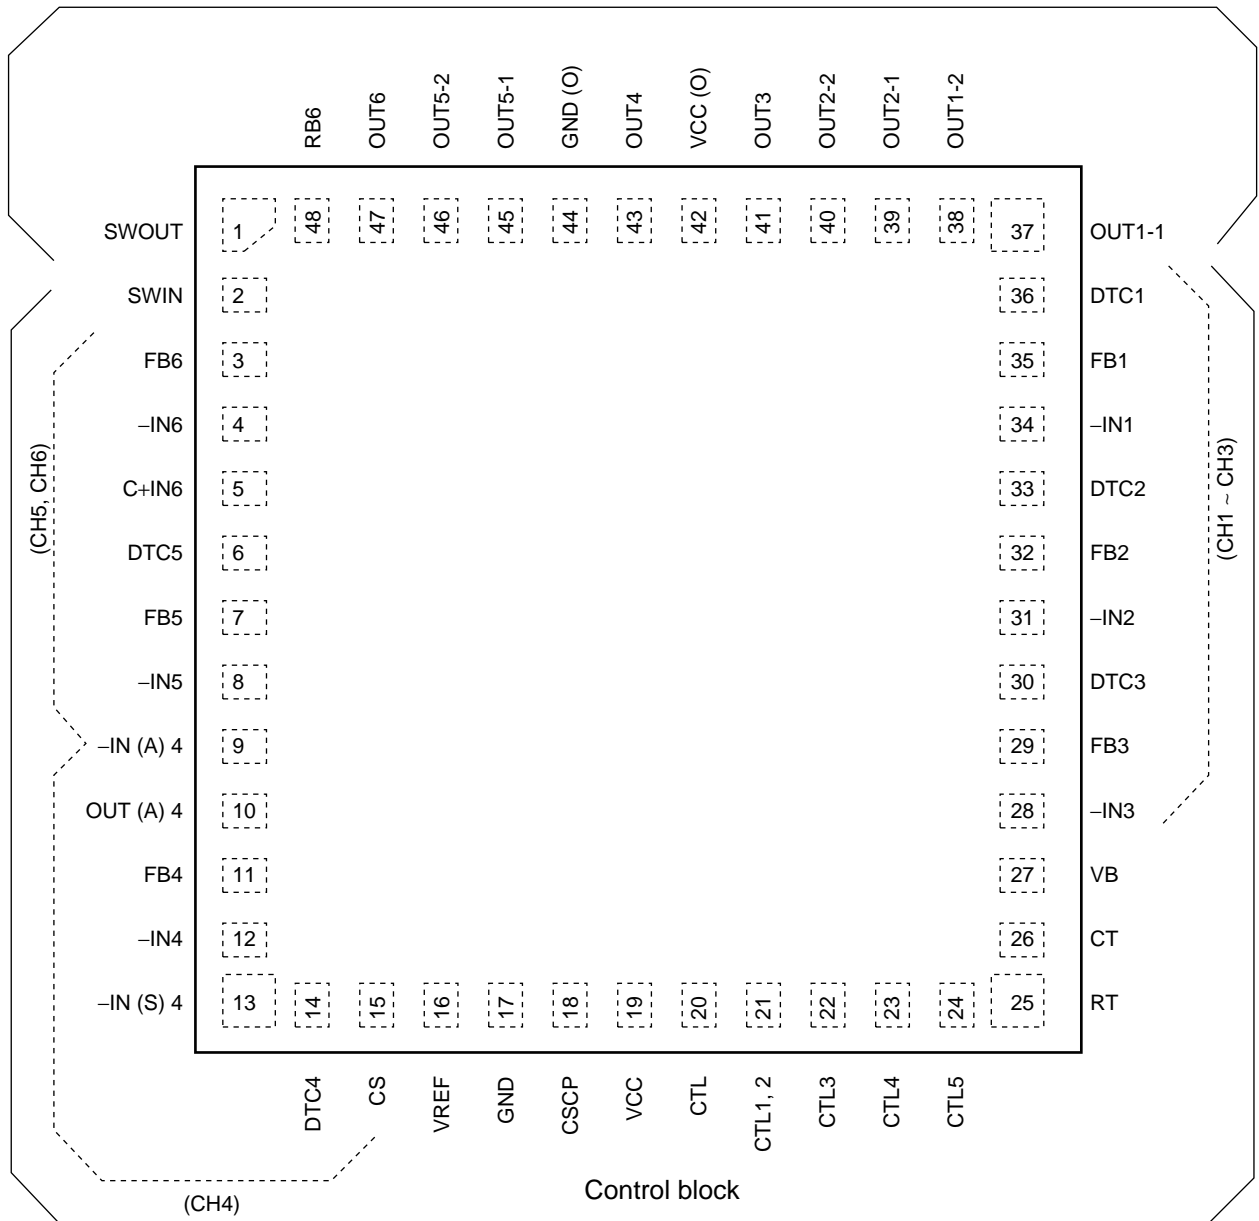 RB6
OUT6
OUT5-2
OUT5-1
GND (O)
OUT4
VCC (O)
OUT3
OUT2-2
OUT2-1
OUT1-2
48
47
46
45
44
43
42
41
40
39
38
SWOUT 1 37 OUT1-1
SWIN 2 36 DTC1
FB6 3 35 FB1
−IN6 4 34 −IN1
C+IN6 5 33 DTC2
DTC5 6 32 FB2
FB5 7 31 −IN2
−IN5 8 30 DTC3
−IN (A) 4 9 29 FB3
OUT (A) 4 10 28 −IN3
FB4 11 27 VB
−IN4 12 26 CT
−IN (S) 4 13 25 RT
(CH5, CH6)
(CH1 ~ CH3)
14
15
16
17
18
19
20
21
22
23
24
DTC4
CS
VREF
GND
CSCP
VCC
CTL
CTL1, 2
CTL3
CTL4
CTL5
(CH4)
Control block